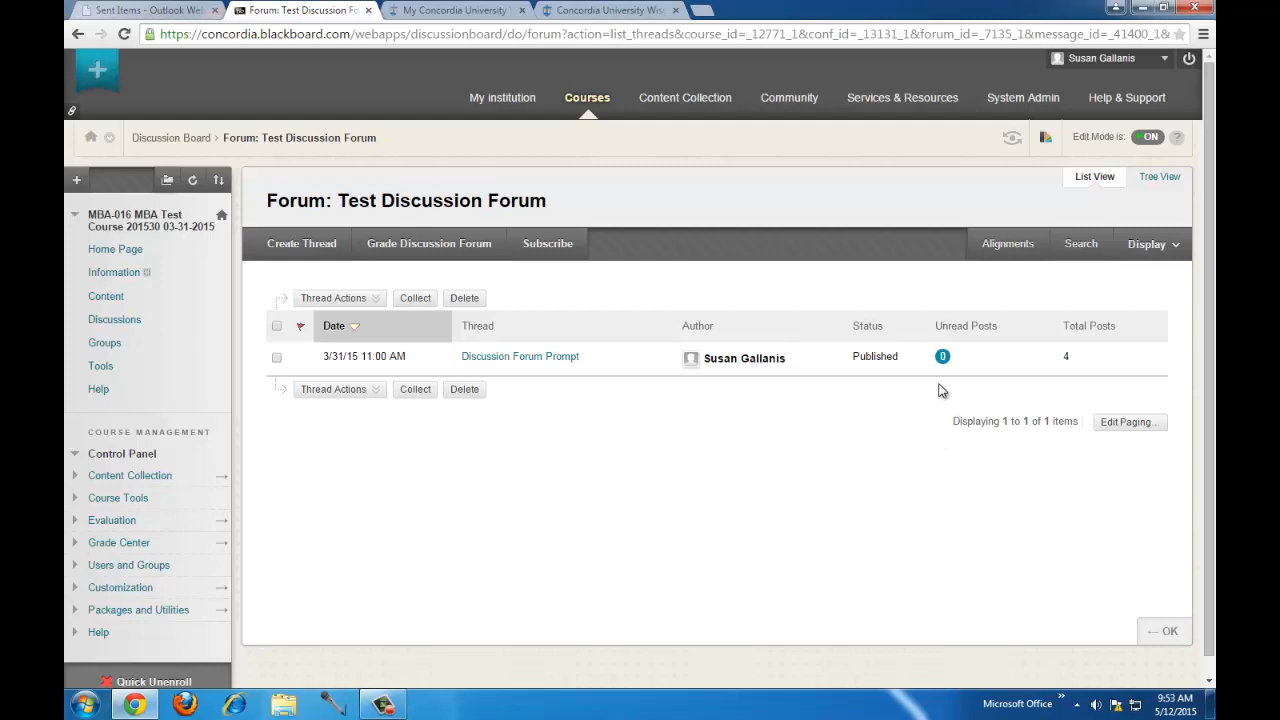 Sent Items - Outlook We
Forum: Test Discussion Fo
My Concordia University
Concordia University Wis
https://concordia.blackboard.com/webapps/discussionboard/do/forum?action=list_threads&course_id=_12771_1&conf_id=_13131_1&forum_id=_7135_1&message_id=_41400_1&
Susan Gallanis
My Institution Courses Content Collection Community Services & Resources System Admin Help & Support
Discussion Board > Forum: Test Discussion Forum
Edit Mode is: ON ?
List View Tree View
MBA-016 MBA Test
Course 201530 03-31-2015
Home Page
Information
Content
Discussions
Groups
Tools
Help
COURSE MANAGEMENT
Control Panel
Content Collection
Course Tools
Evaluation
Grade Center
Users and Groups
Customization
Packages and Utilities
Help
Quick Unenroll
Forum: Test Discussion Forum
Create Thread Grade Discussion Forum Subscribe Alignments Search Display
Thread Actions Collect Delete
Date Thread Author Status Unread Posts Total Posts
3/31/15 11:00 AM Discussion Forum Prompt Susan Gallanis Published 0 4
Thread Actions Collect Delete
Displaying 1 to 1 of 1 items Edit Paging...
← OK
Microsoft Office
»
9:53 AM
5/12/2015